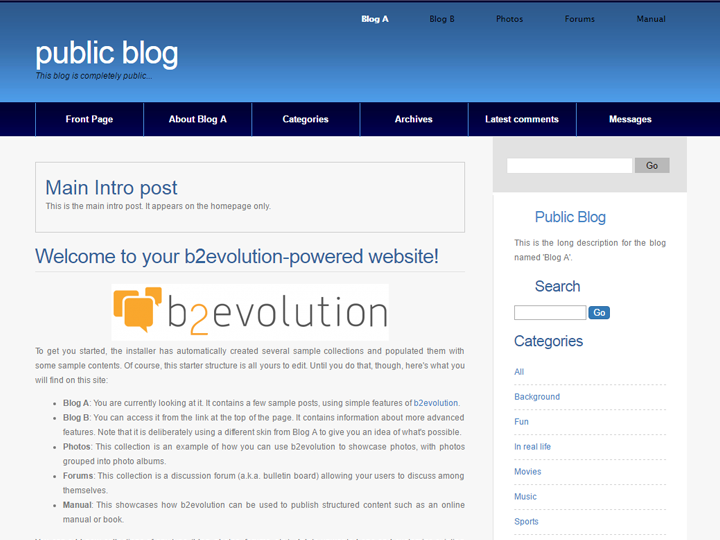 Blog A Blog B Photos Forums Manual
public blog
This blog is completely public...
Front Page About Blog A Categories Archives Latest comments Messages
Go
Main Intro post
This is the main intro post. It appears on the homepage only.
Welcome to your b2evolution-powered website!
b2evolution
To get you started, the installer has automatically created several sample collections and populated them with
some sample contents. Of course, this starter structure is all yours to edit. Until you do that, though, here's what you
will find on this site:
Blog A: You are currently looking at it. It contains a few sample posts, using simple features of b2evolution.
Blog B: You can access it from the link at the top of the page. It contains information about more advanced
features. Note that it is deliberately using a different skin from Blog A to give you an idea of what's possible.
Photos: This collection is an example of how you can use b2evolution to showcase photos, with photos
grouped into photo albums.
Forums: This collection is a discussion forum (a.k.a. bulletin board) allowing your users to discuss among
themselves.
Manual: This showcases how b2evolution can be used to publish structured content such as an online
manual or book.
Public Blog
This is the long description for the blog
named 'Blog A'.
Search
Go
Categories
All
Background
Fun
In real life
Movies
Music
Sports